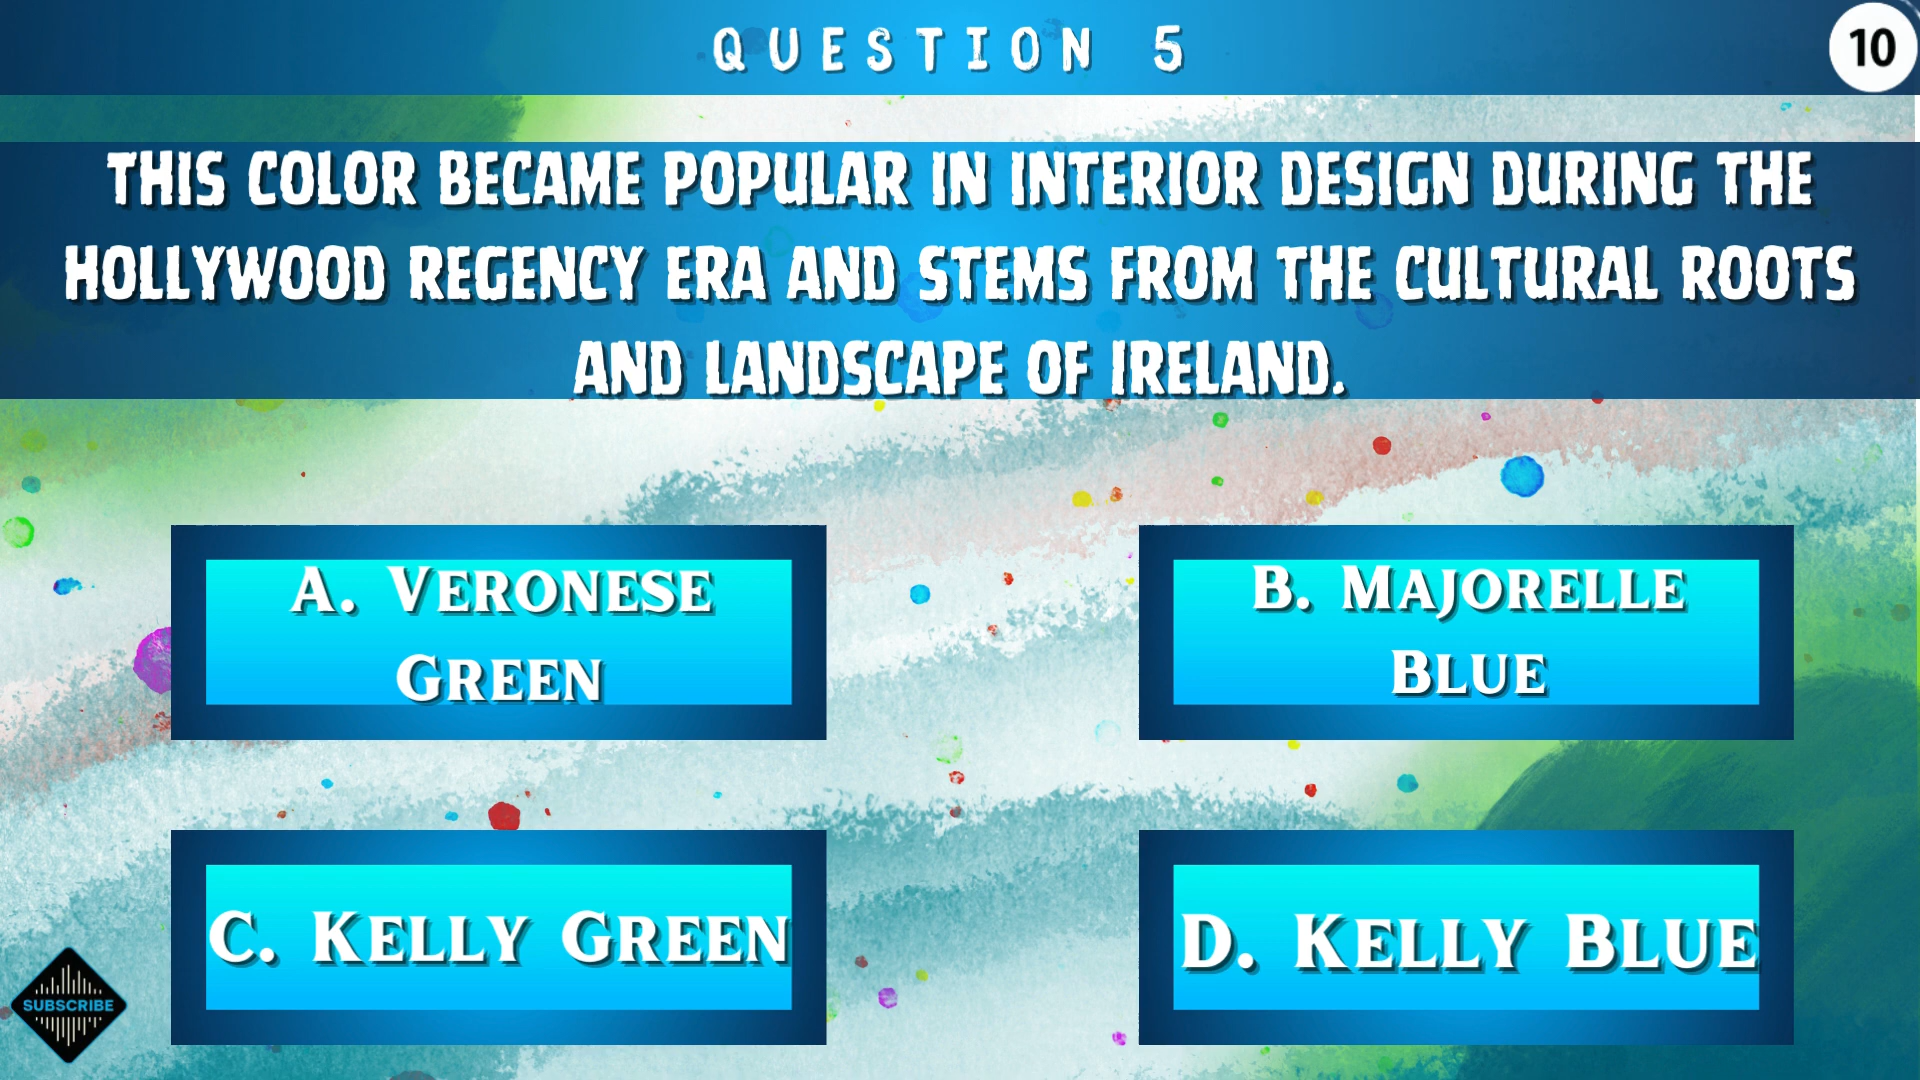 QUESTION 5
10
THIS COLOR BECAME POPULAR IN INTERIOR DESIGN DURING THE
HOLLYWOOD REGENCY ERA AND STEMS FROM THE CULTURAL ROOTS
AND LANDSCAPE OF IRELAND.
A. VERONESE
GREEN
B. MAJORELLE
BLUE
C. KELLY GREEN
D. KELLY BLUE
SUBSCRIBE